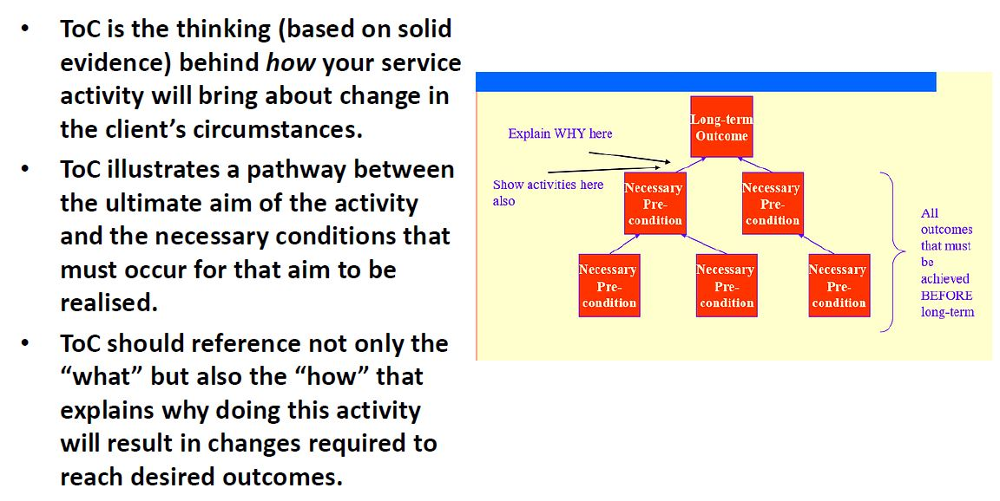 • ToC is the thinking (based on solid
evidence) behind how your service
activity will bring about change in
the client’s circumstances.
• ToC illustrates a pathway between
the ultimate aim of the activity
and the necessary conditions that
must occur for that aim to be
realised.
• ToC should reference not only the
“what” but also the “how” that
explains why doing this activity
will result in changes required to
reach desired outcomes.
Long-term
Outcome
Explain WHY here
Show activities here
also
Necessary
Pre-
condition
Necessary
Pre-
condition
Necessary
Pre-
condition
Necessary
Pre-
condition
Necessary
Pre-
condition
All
outcomes
that must
be
achieved
BEFORE
long-term